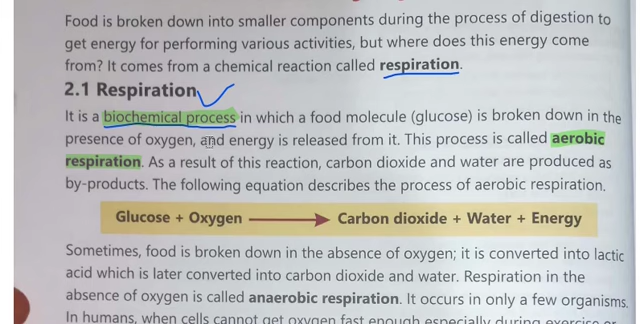 Food is broken down into smaller components during the process of digestion to
get energy for performing various activities, but where does this energy come
from? It comes from a chemical reaction called respiration.
2.1 Respiration
It is a biochemical process in which a food molecule (glucose) is broken down in the
presence of oxygen, and energy is released from it. This process is called aerobic
respiration. As a result of this reaction, carbon dioxide and water are produced as
by-products. The following equation describes the process of aerobic respiration.
Glucose + Oxygen ⟶ Carbon dioxide + Water + Energy
Sometimes, food is broken down in the absence of oxygen; it is converted into lactic
acid which is later converted into carbon dioxide and water. Respiration in the
absence of oxygen is called anaerobic respiration. It occurs in only a few organisms.
In humans, when cells cannot get oxygen fast enough especially during exercise or